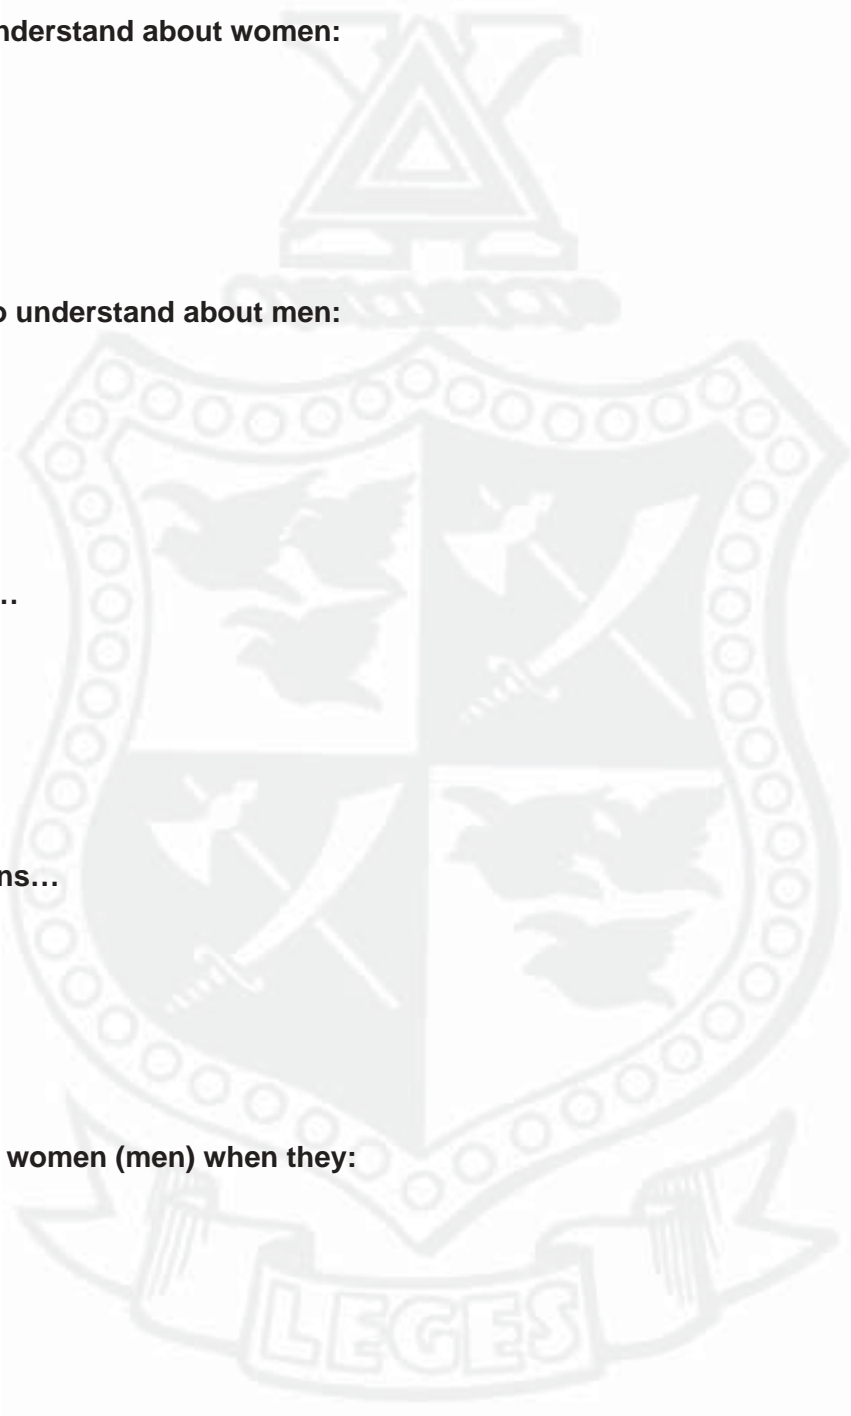 nderstand about women:
o understand about men:
…
ns…
women (men) when they:
LEGES